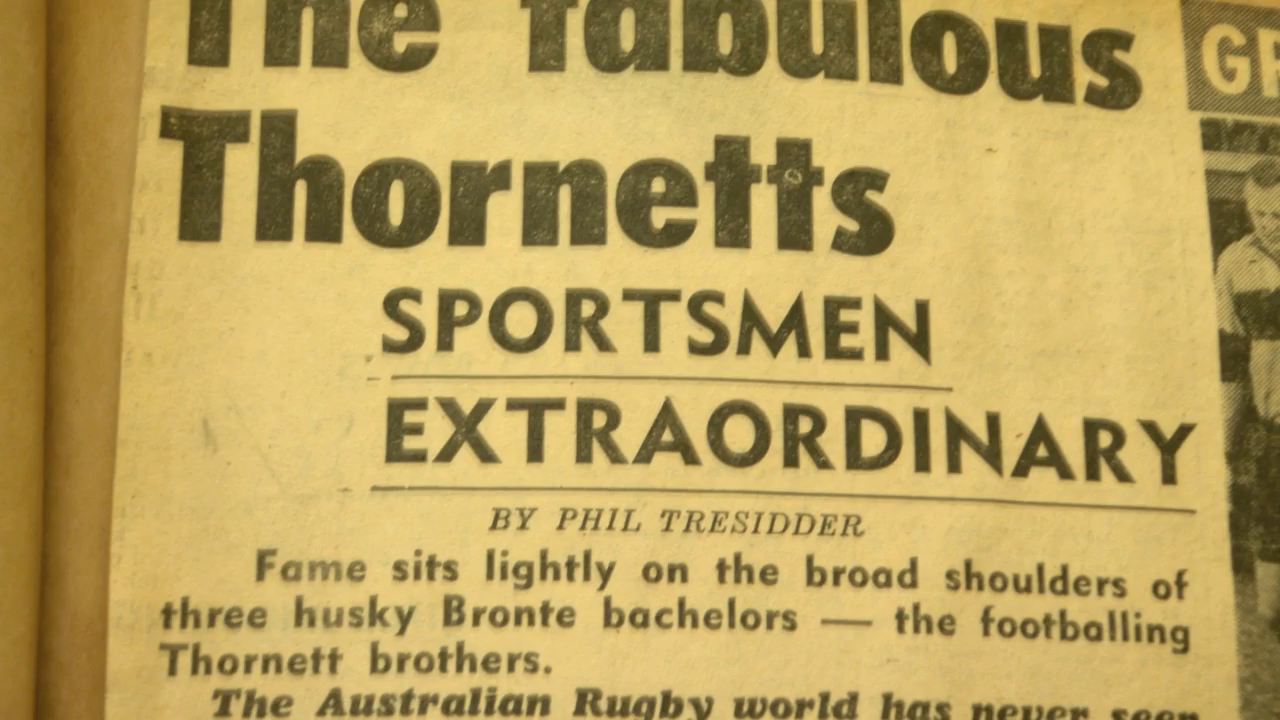 The fabulous
Thornetts
SPORTSMEN
EXTRAORDINARY
BY PHIL TRESIDDER
Fame sits lightly on the broad shoulders of
three husky Bronte bachelors — the footballing
Thornett brothers.
The Australian Rugby world has never seen